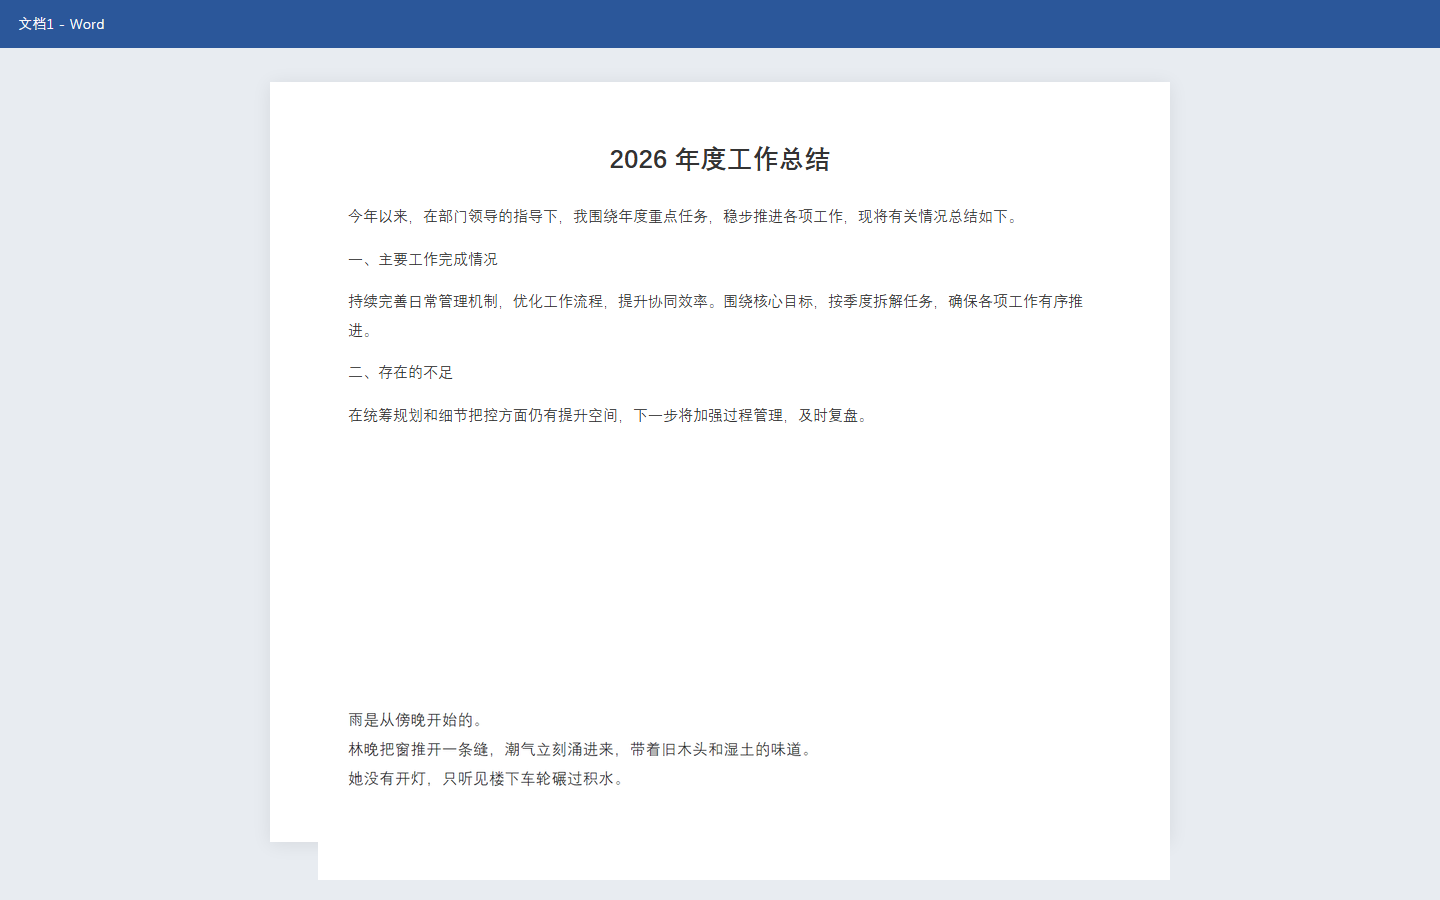 文档1 - Word
2026 年度工作总结
今年以来，在部门领导的指导下，我围绕年度重点任务，稳步推进各项工作，现将有关情况总结如下。
一、主要工作完成情况
持续完善日常管理机制，优化工作流程，提升协同效率。围绕核心目标，按季度拆解任务，确保各项工作有序推
进。
二、存在的不足
在统筹规划和细节把控方面仍有提升空间，下一步将加强过程管理，及时复盘。
雨是从傍晚开始的。
林晚把窗推开一条缝，潮气立刻涌进来，带着旧木头和湿土的味道。
她没有开灯，只听见楼下车轮碾过积水。